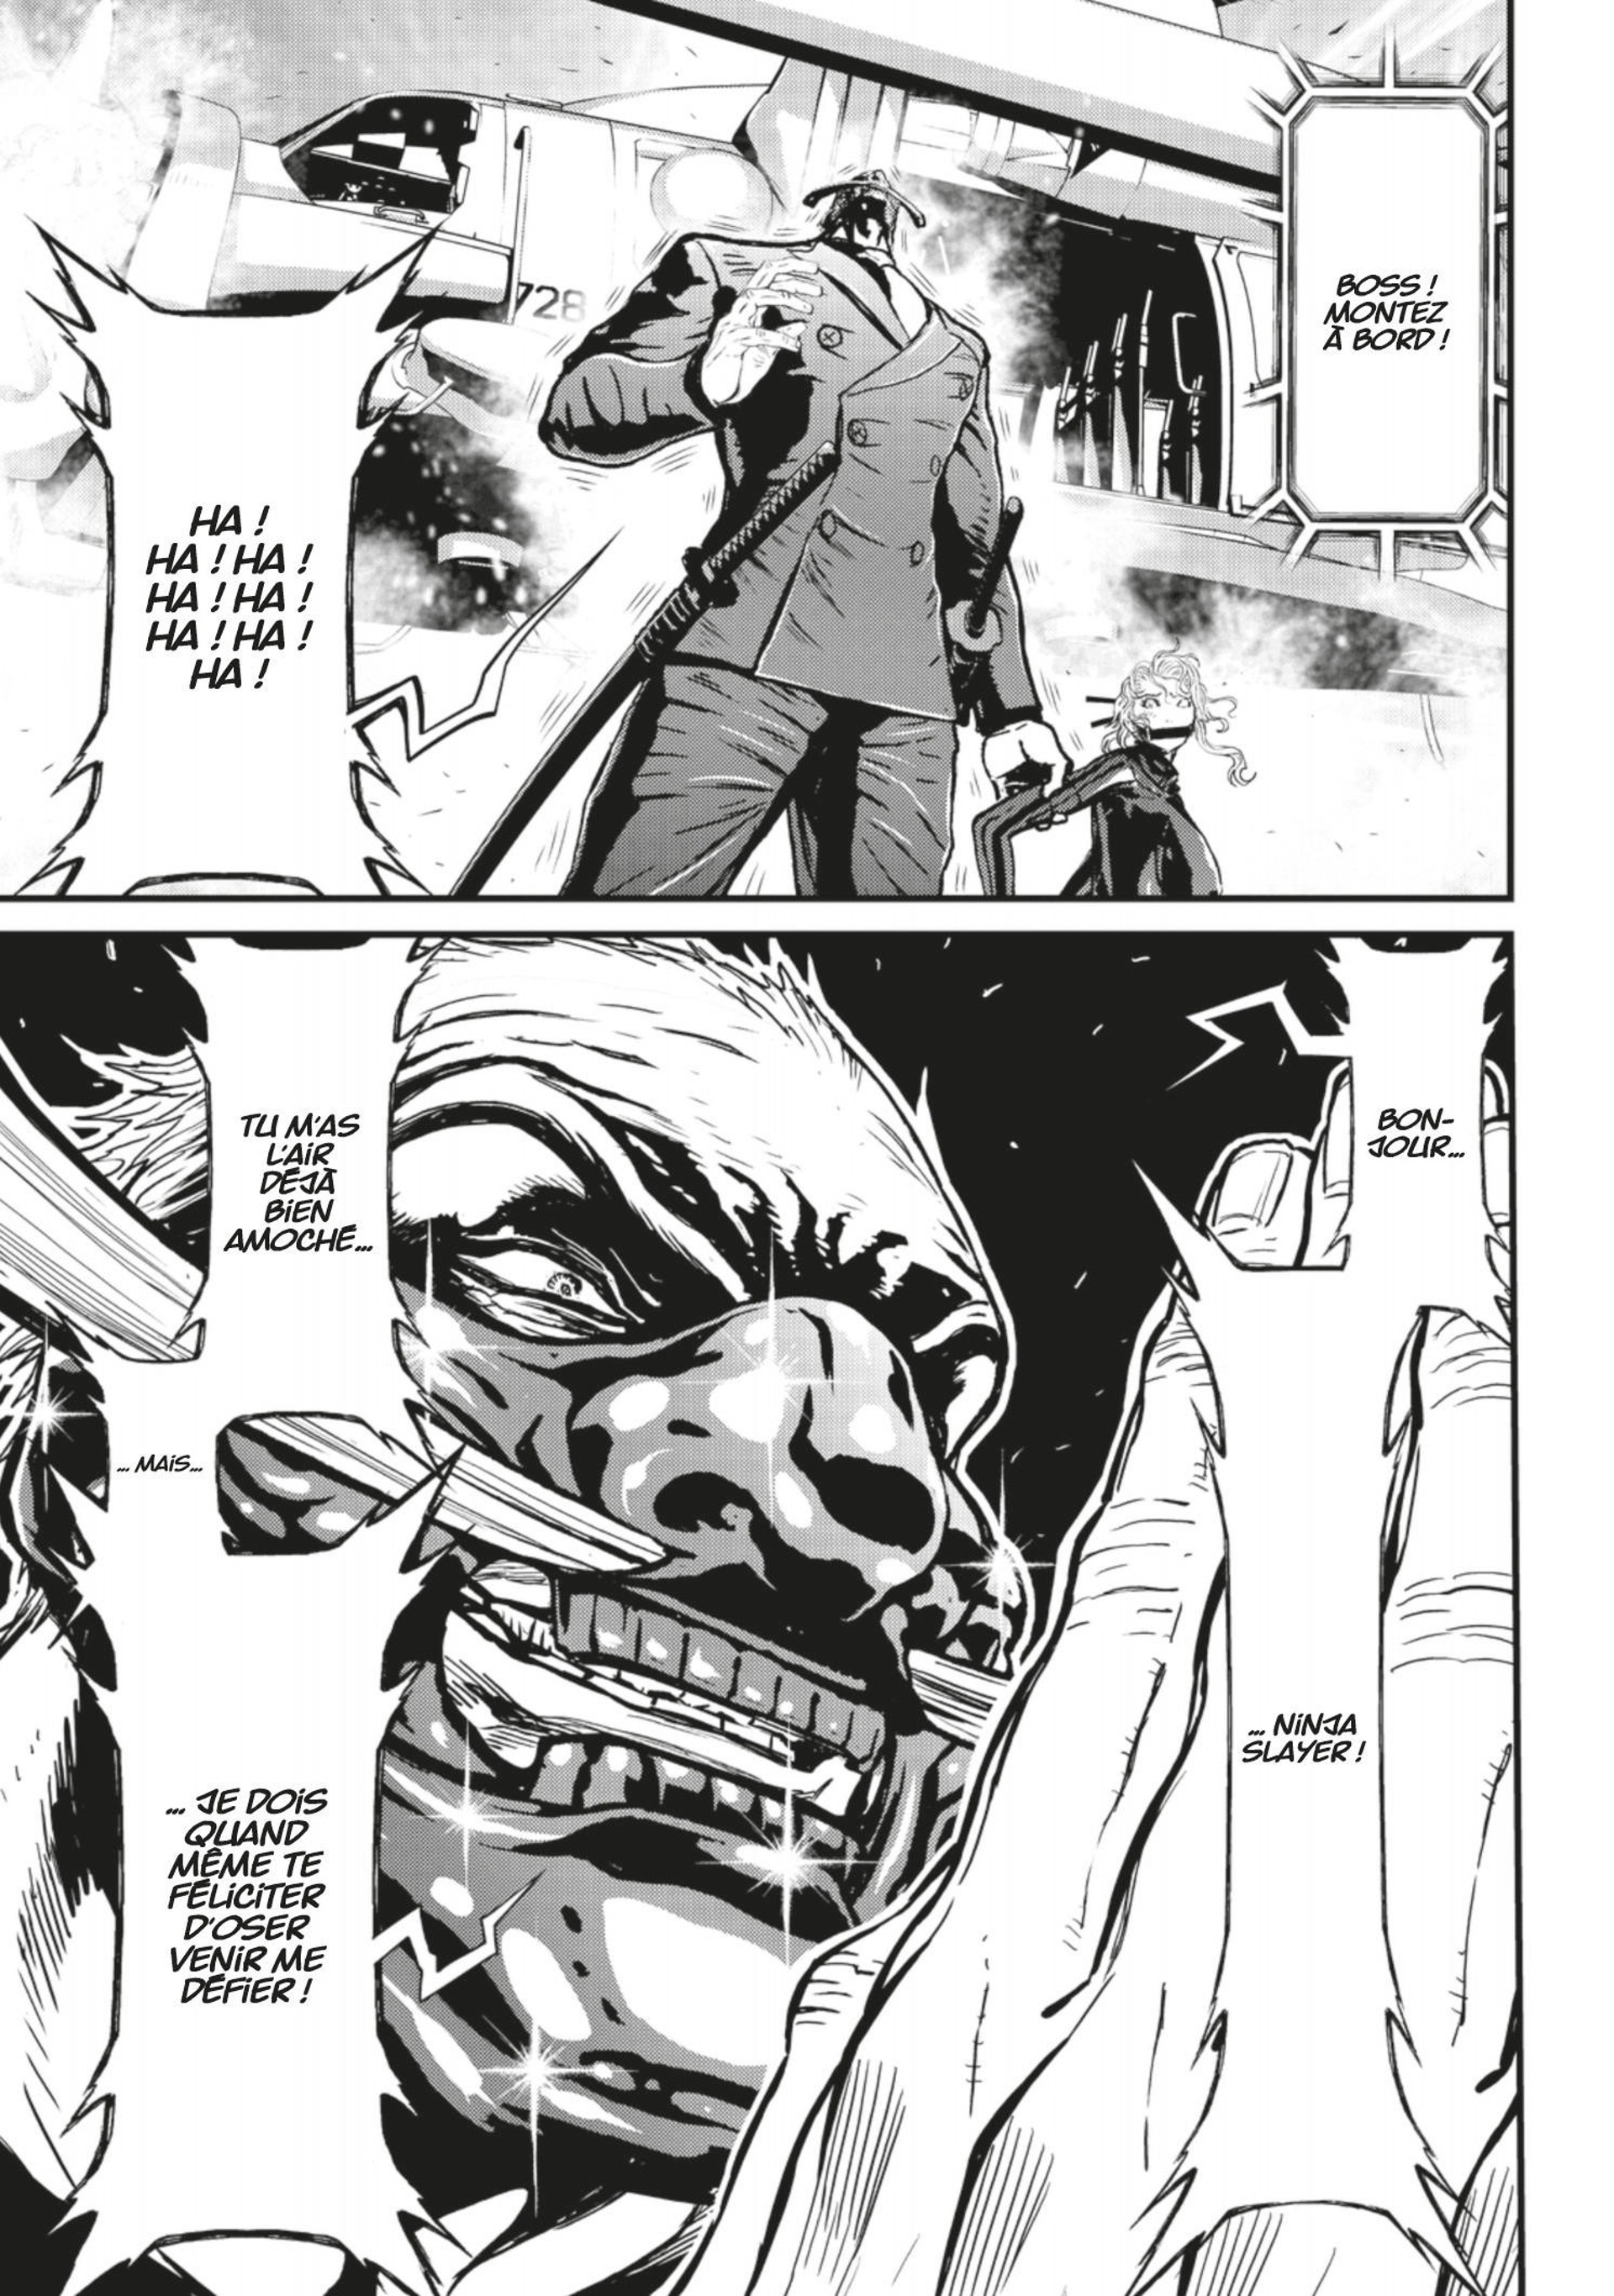 BOSS !
MONTEZ
À BORD !
728
HA !
HA ! HA !
HA ! HA !
HA ! HA !
HA !
BON-
JOUR...
... NINJA
SLAYER !
TU M'AS
L'AIR
DÉJÀ
BIEN
AMOCHÉ...
... MAIS...
... JE DOIS
QUAND
MÊME TE
FÉLICITER
D'OSER
VENIR ME
DÉFIER !